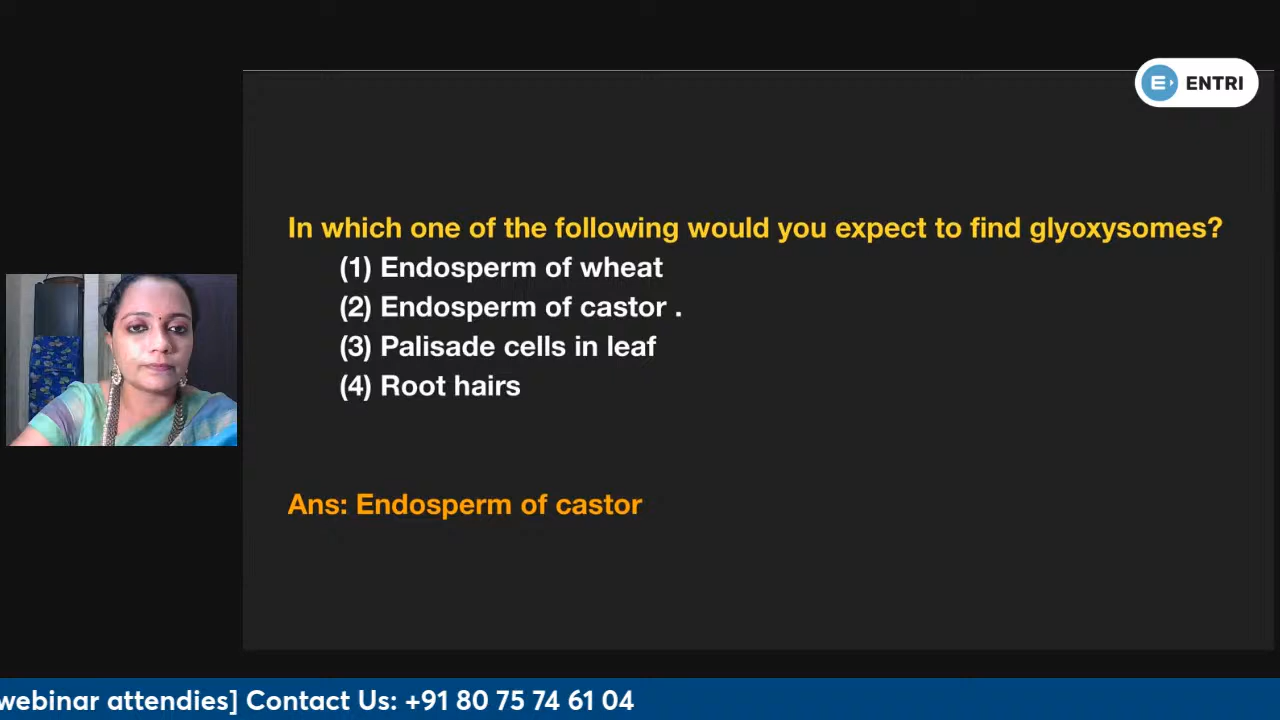 ENTRI
In which one of the following would you expect to find glyoxysomes?
(1) Endosperm of wheat
(2) Endosperm of castor .
(3) Palisade cells in leaf
(4) Root hairs
Ans: Endosperm of castor
webinar attendies] Contact Us: +91 80 75 74 61 04